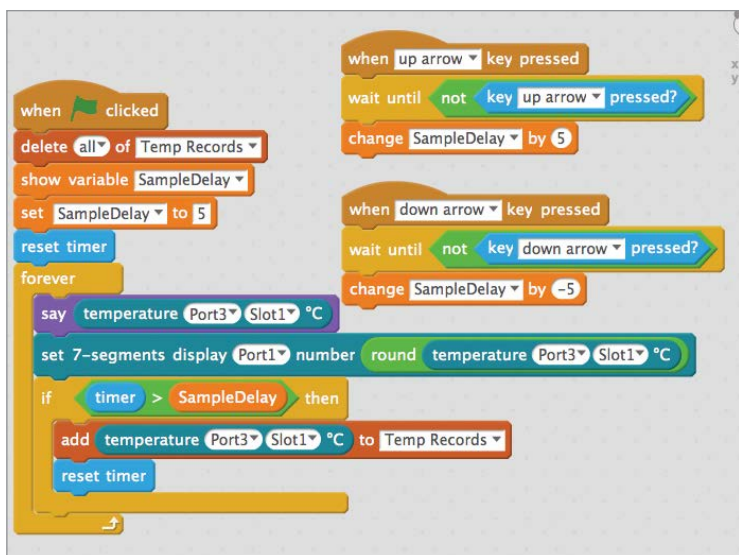 when clicked
delete all of Temp Records
show variable SampleDelay
set SampleDelay to 5
reset timer
forever
say temperature Port3 Slot1 °C
set 7-segments display Port1 number round temperature Port3 Slot1 °C
if timer > SampleDelay then
add temperature Port3 Slot1 °C to Temp Records
reset timer
when up arrow key pressed
wait until not key up arrow pressed?
change SampleDelay by 5
when down arrow key pressed
wait until not key down arrow pressed?
change SampleDelay by -5
x
y